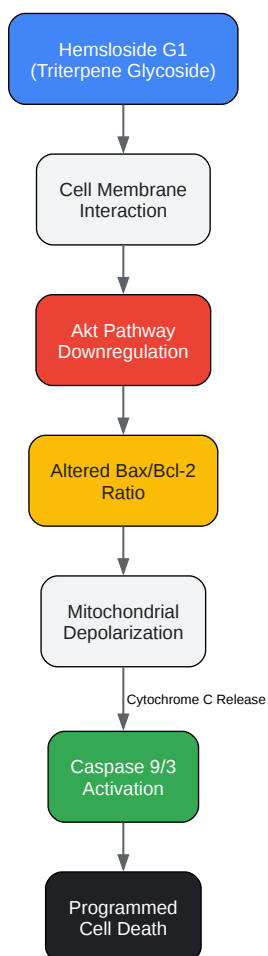 Hemsloside G1
(Triterpene Glycoside)
Cell Membrane
Interaction
Akt Pathway
Downregulation
Altered Bax/Bcl-2
Ratio
Mitochondrial
Depolarization
Cytochrome C Release
Caspase 9/3
Activation
Programmed
Cell Death